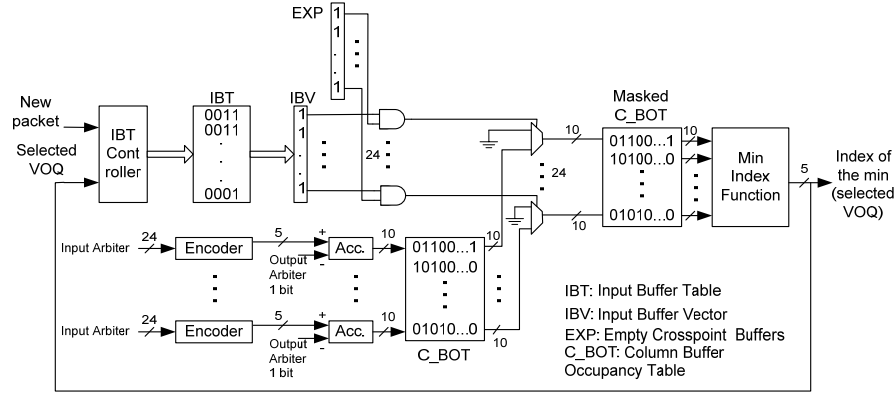 EXP
1
1
.
.
1
New
packet
Selected
VOQ
IBT
Cont
roller
IBT
0011
0011
.
.
.
0001
IBV
1
1
.
.
1
24
10
24
10
Masked
C_BOT
01100...1
10100...0
01010...0
10
Min
Index
Function
5
Index of
the min
(selected
VOQ)
Input Arbiter
24
Encoder
5
+
-
Output
Arbiter
1 bit
Acc.
10
01100...1
10100...0
01010...0
10
10
C_BOT
Input Arbiter
24
Encoder
5
+
-
Output
Arbiter
1 bit
Acc.
10
IBT: Input Buffer Table
IBV: Input Buffer Vector
EXP: Empty Crosspoint Buffers
C_BOT: Column Buffer
Occupancy Table